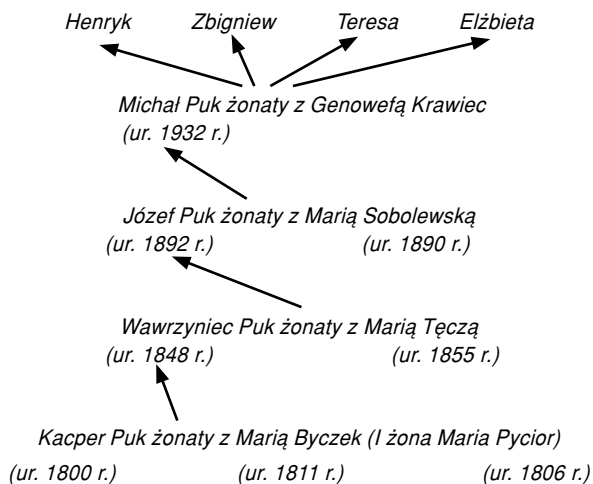 Henryk Zbigniew Teresa Elżbieta
Michał Puk żonaty z Genowefą Krawiec
(ur. 1932 r.)
Józef Puk żonaty z Marią Sobolewską
(ur. 1892 r.) (ur. 1890 r.)
Wawrzyniec Puk żonaty z Marią Tęczą
(ur. 1848 r.) (ur. 1855 r.)
Kacper Puk żonaty z Marią Byczek (I żona Maria Pycior)
(ur. 1800 r.) (ur. 1811 r.) (ur. 1806 r.)